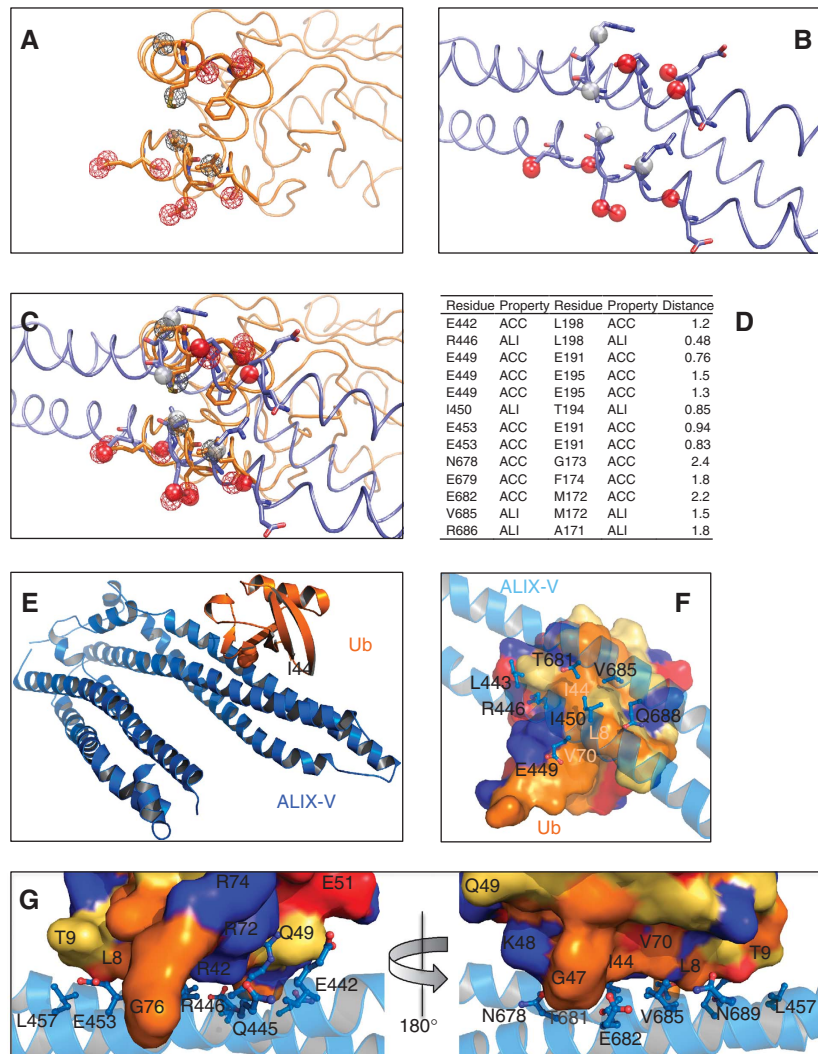 A
B
C
D
Residue Property Residue Property Distance
E442 ACC L198 ACC 1.2
R446 ALI L198 ALI 0.48
E449 ACC E191 ACC 0.76
E449 ACC E195 ACC 1.5
E449 ACC E195 ACC 1.3
I450 ALI T194 ALI 0.85
E453 ACC E191 ACC 0.94
E453 ACC E191 ACC 0.83
N678 ACC G173 ACC 2.4
E679 ACC F174 ACC 1.8
E682 ACC M172 ACC 2.2
V685 ALI M172 ALI 1.5
R686 ALI A171 ALI 1.8
E
Ub
I44
ALIX-V
F
ALIX-V
T681
V685
L443
I44
R446
I450
Q688
L8
V70
E449
Ub
G
R74
E51
T9
R72
Q49
L8
R42
E442
G76
R446
L457
E453
Q445
180°
Q49
K48
V70
I44
L8
T9
G47
N678
T681
E682
V685
N689
L457